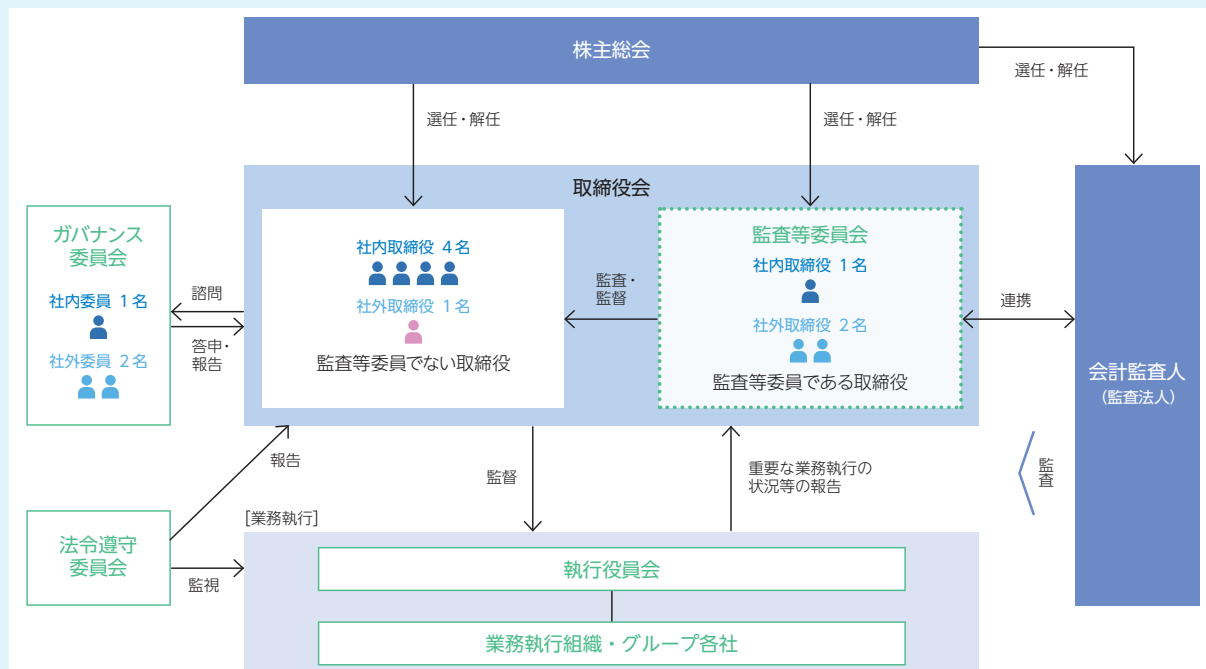 株主総会
選任・解任
選任・解任
選任・解任
取締役会
ガバナンス
委員会
社内委員 1名
社外委員 2名
諮問
答申・
報告
社内取締役 4名
社外取締役 1名
監査等委員でない取締役
監査・
監督
監査等委員会
社内取締役 1名
社外取締役 2名
監査等委員である取締役
連携
会計監査人
(監査法人)
報告
監督
重要な業務執行の
状況等の報告
監査
[業務執行]
法令遵守
委員会
監視
執行役員会
業務執行組織・グループ各社